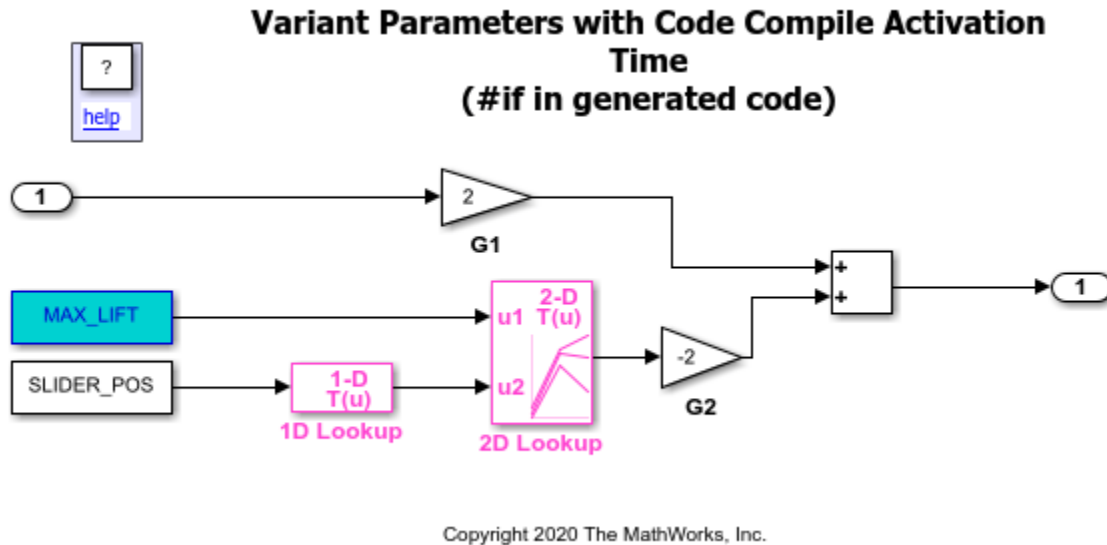 Variant Parameters with Code Compile Activation
Time
(#if in generated code)
?
help
1
2
G1
+
+
1
MAX_LIFT
SLIDER_POS
1-D
T(u)
1D Lookup
2-D
T(u)
u1
u2
2D Lookup
-2
G2
Copyright 2020 The MathWorks, Inc.